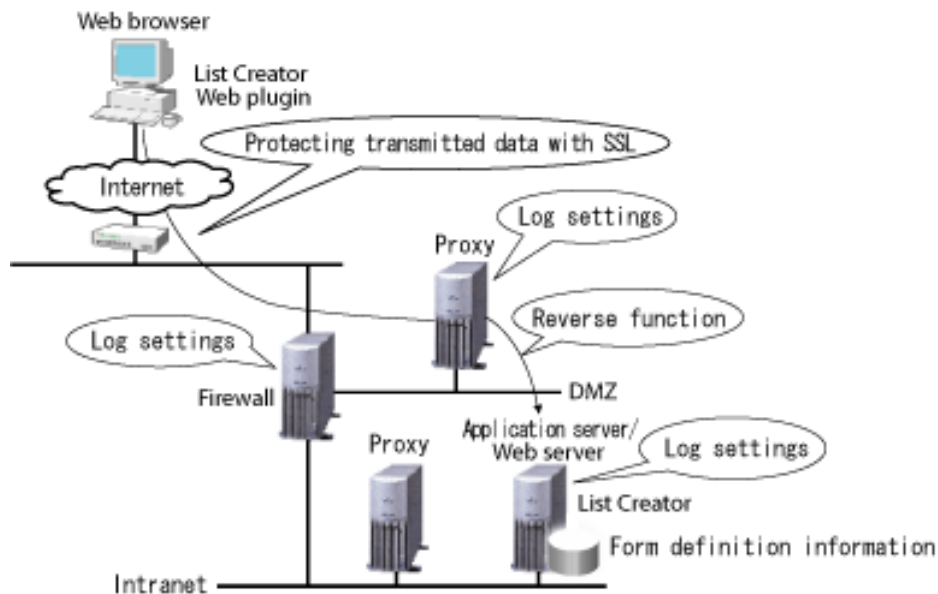 Web browser
List Creator
Web plugin
Protecting transmitted data with SSL
Internet
Log settings
Proxy
Reverse function
Log settings
Firewall
DMZ
Application server/
Web server
Proxy
Log settings
List Creator
Form definition information
Intranet